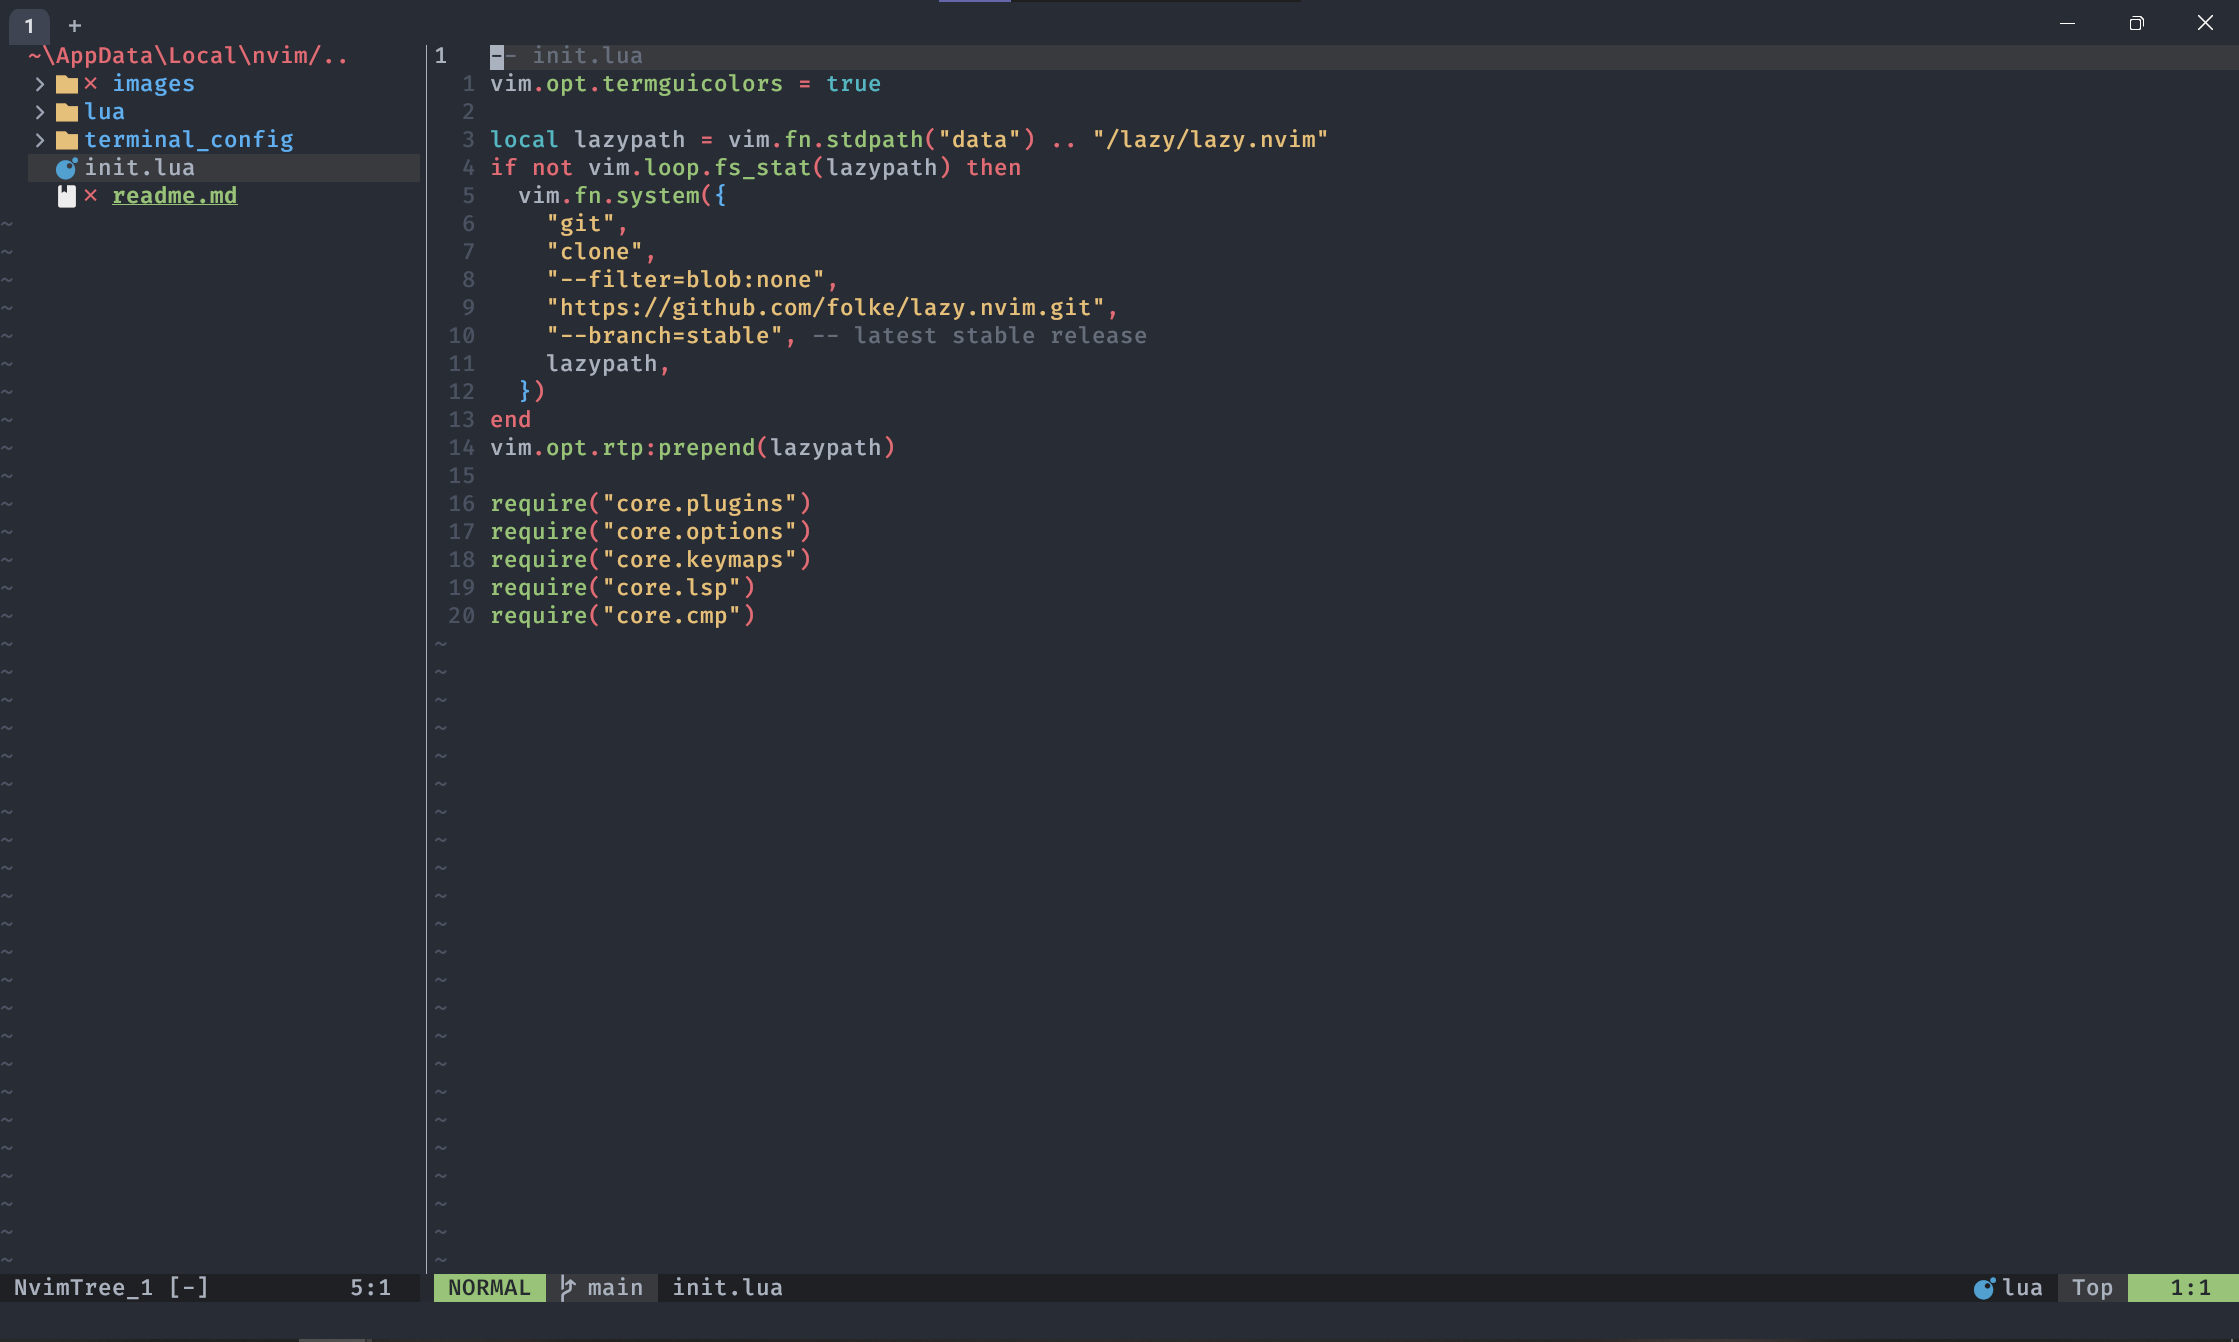 1 +
~\AppData\Local\nvim/..
images
lua
terminal_config
init.lua
readme.md
1 -- init.lua
1 vim.opt.termguicolors = true
2
3 local lazypath = vim.fn.stdpath("data") .. "/lazy/lazy.nvim"
4 if not vim.loop.fs_stat(lazypath) then
5 vim.fn.system({
6 "git",
7 "clone",
8 "--filter=blob:none",
9 "https://github.com/folke/lazy.nvim.git",
10 "--branch=stable", -- latest stable release
11 lazypath,
12 })
13 end
14 vim.opt.rtp:prepend(lazypath)
15
16 require("core.plugins")
17 require("core.options")
18 require("core.keymaps")
19 require("core.lsp")
20 require("core.cmp")
NvimTree_1 [-] 5:1
NORMAL main init.lua lua Top 1:1